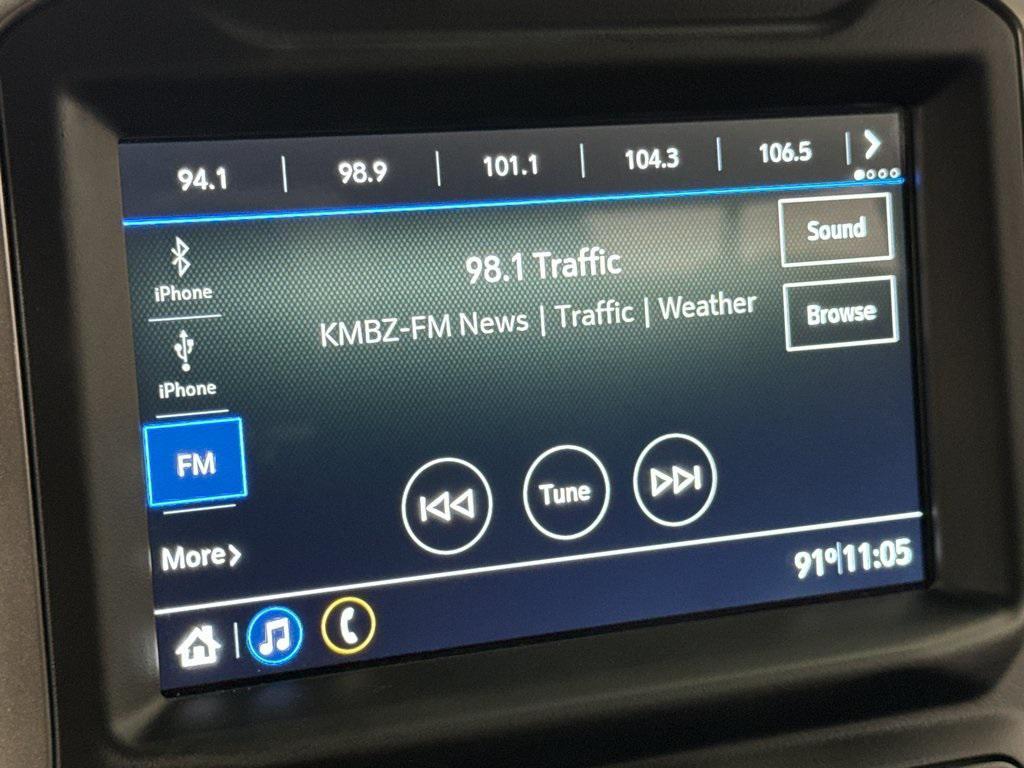 94.1 | 98.9 | 101.1 | 104.3 | 106.5 |
iPhone
98.1 Traffic
Sound
KMBZ-FM News | Traffic | Weather
Browse
iPhone
FM
Tune
More
91°|11:05